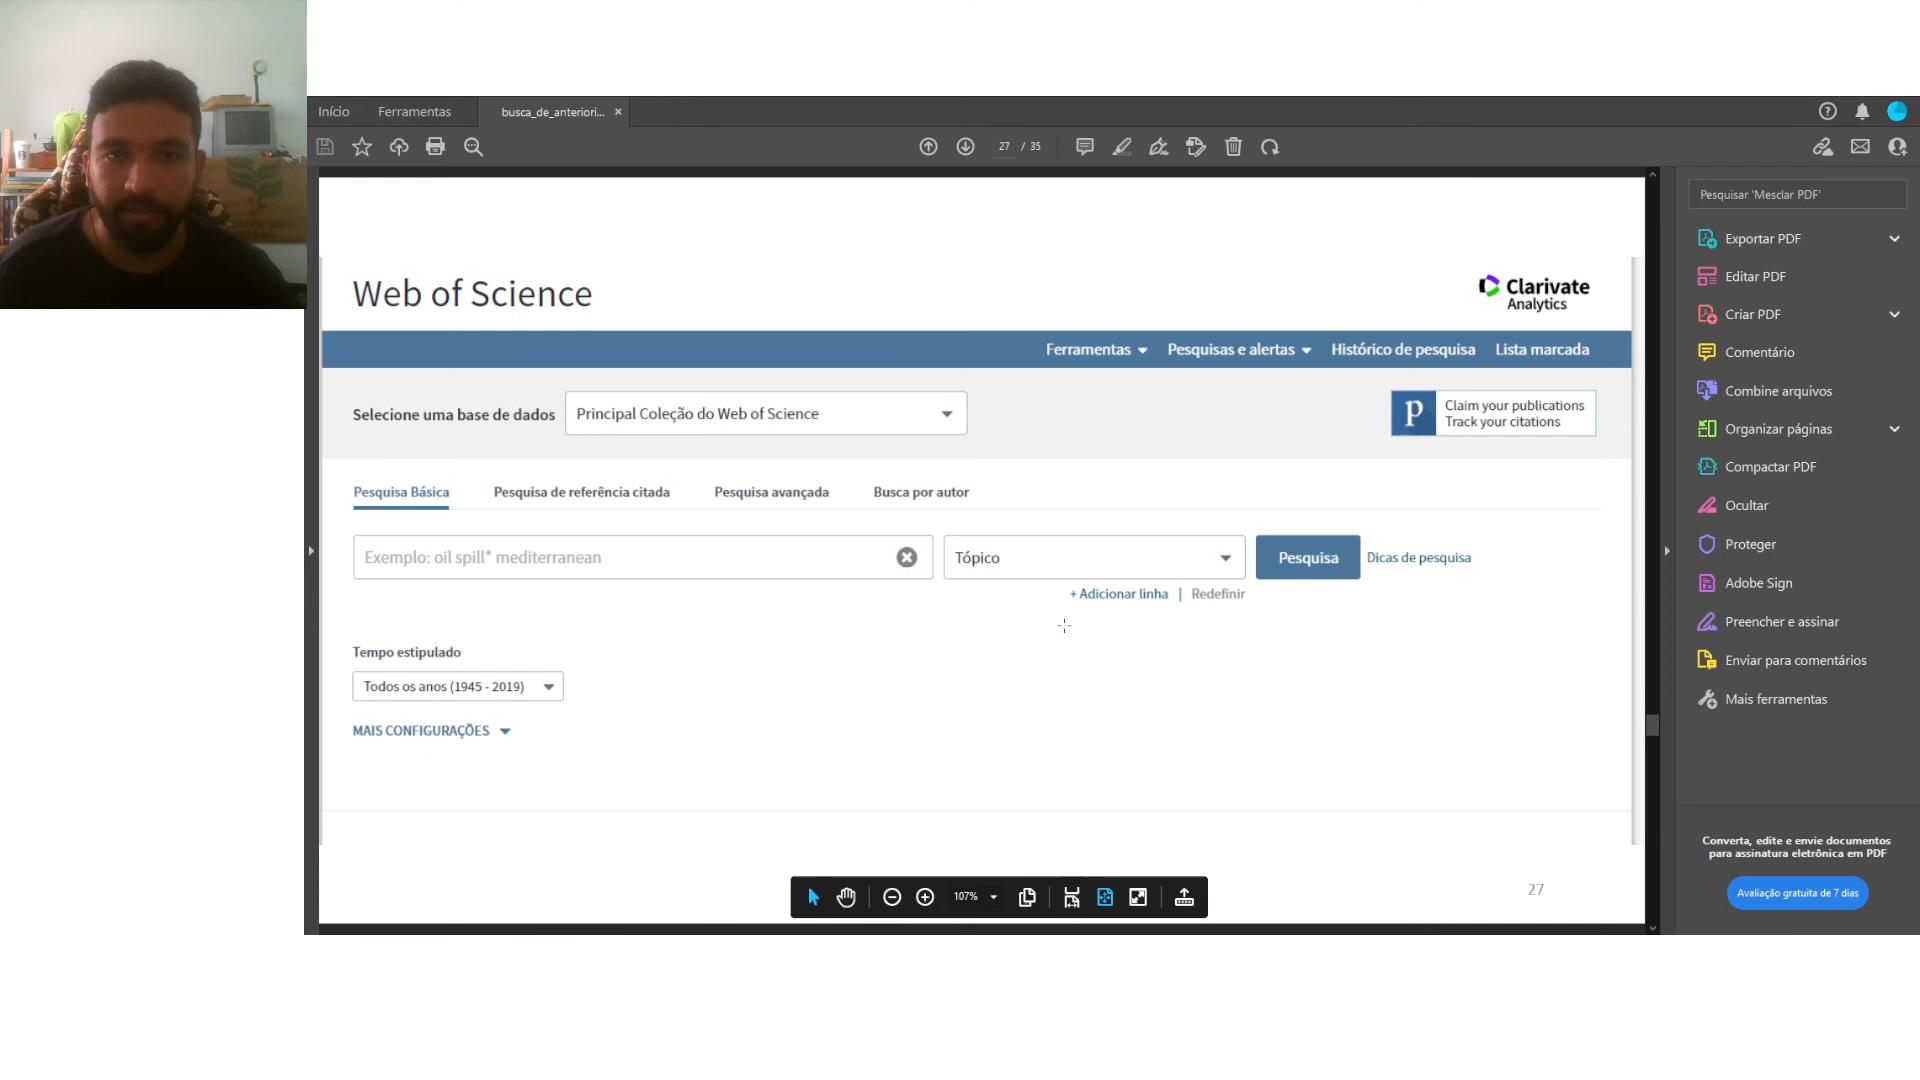 Início
Ferramentas
busca_de_anteriori...
27 / 35
Pesquisar 'Mesclar PDF'
Exportar PDF
Editar PDF
Criar PDF
Comentário
Combine arquivos
Organizar páginas
Compactar PDF
Ocultar
Proteger
Adobe Sign
Preencher e assinar
Enviar para comentários
Mais ferramentas
Converta, edite e envie documentos
para assinatura eletrônica em PDF
Avaliação gratuita de 7 dias
Web of Science
Clarivate
Analytics
Ferramentas
Pesquisas e alertas
Histórico de pesquisa
Lista marcada
Selecione uma base de dados
Principal Coleção do Web of Science
p
Claim your publications
Track your citations
Pesquisa Básica
Pesquisa de referência citada
Pesquisa avançada
Busca por autor
Exemplo: oil spill* mediterranean
Tópico
Pesquisa
Dicas de pesquisa
+ Adicionar linha | Redefinir
Tempo estipulado
Todos os anos (1945 - 2019)
MAIS CONFIGURAÇÕES
107%
27